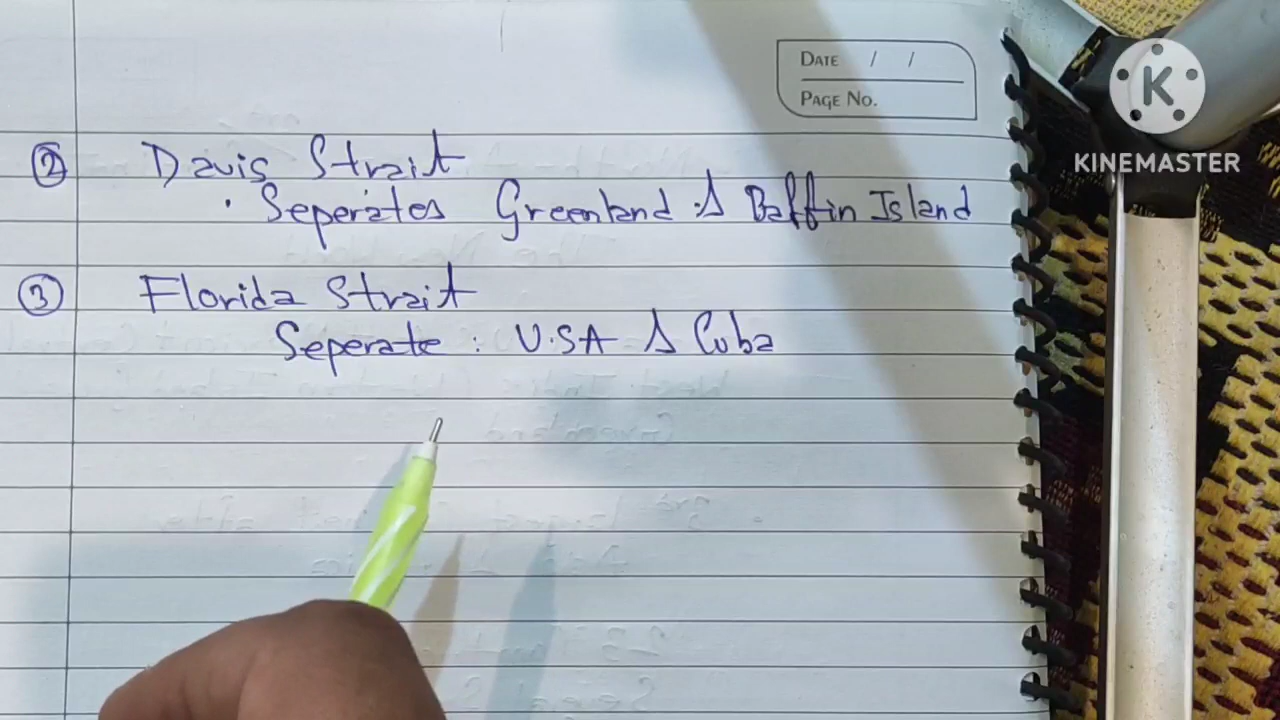 DATE / /
PAGE NO.
KINEMASTER
② Davis Strait
· Seperates Greenland & Baffin Island
③ Florida Strait
Seperate : U.S.A & Cuba